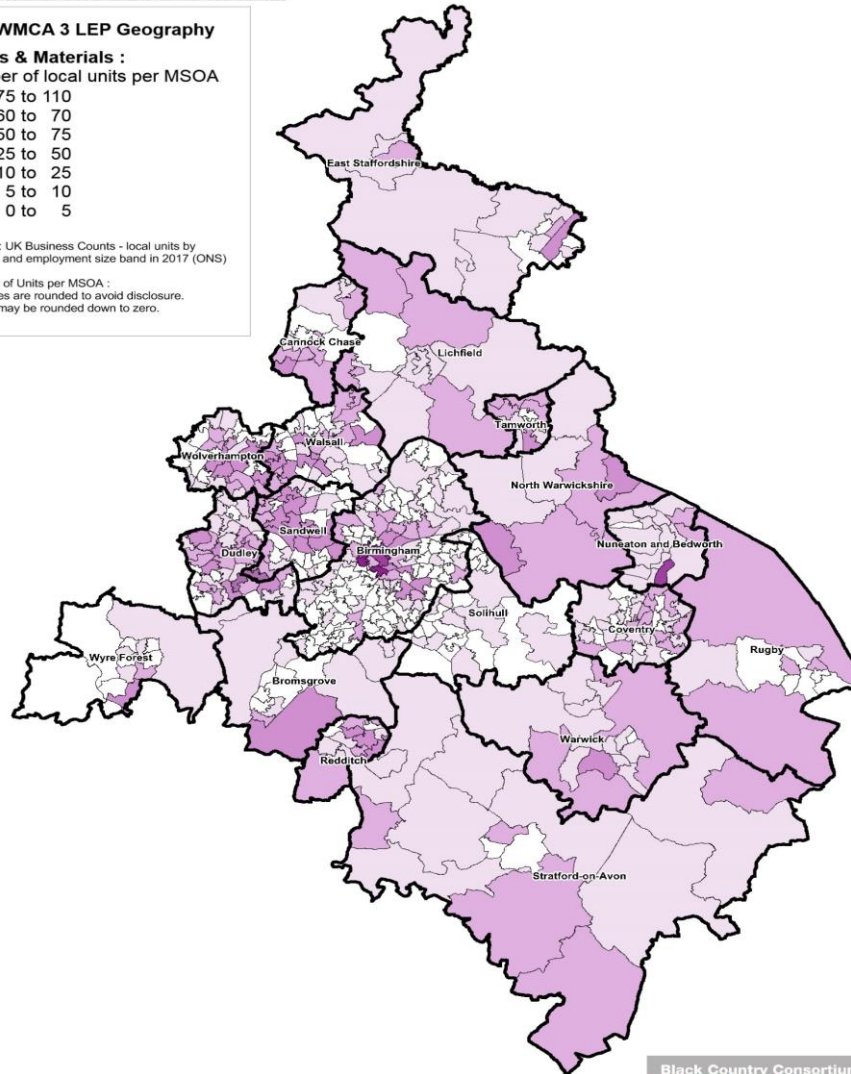 WMCA 3 LEP Geography
s & Materials :
er of local units per MSOA
75 to 110
60 to 70
50 to 75
25 to 50
10 to 25
5 to 10
0 to 5
: UK Business Counts - local units by
and employment size band in 2017 (ONS)
of Units per MSOA :
es are rounded to avoid disclosure.
may be rounded down to zero.
East Staffordshire
Cannock Chase
Lichfield
Tamworth
Wolverhampton
Walsall
North Warwickshire
Sandwell
Dudley
Birmingham
Nuneaton and Bedworth
Solihull
Coventry
Rugby
Wyre Forest
Bromsgrove
Warwick
Redditch
Stratford-on-Avon
Black Country Consortium